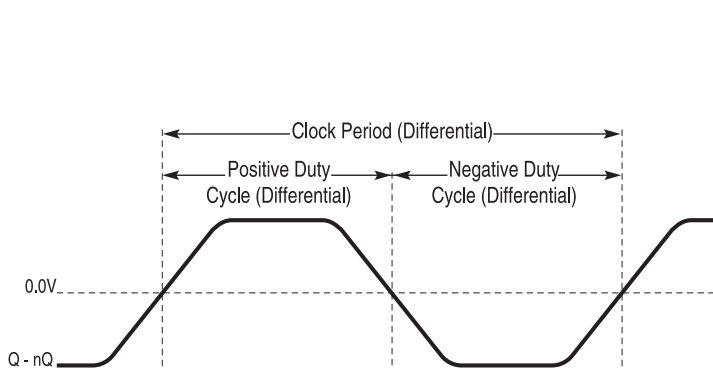 Clock Period (Differential)
Positive Duty
Cycle (Differential)
Negative Duty
Cycle (Differential)
0.0V
Q - nQ